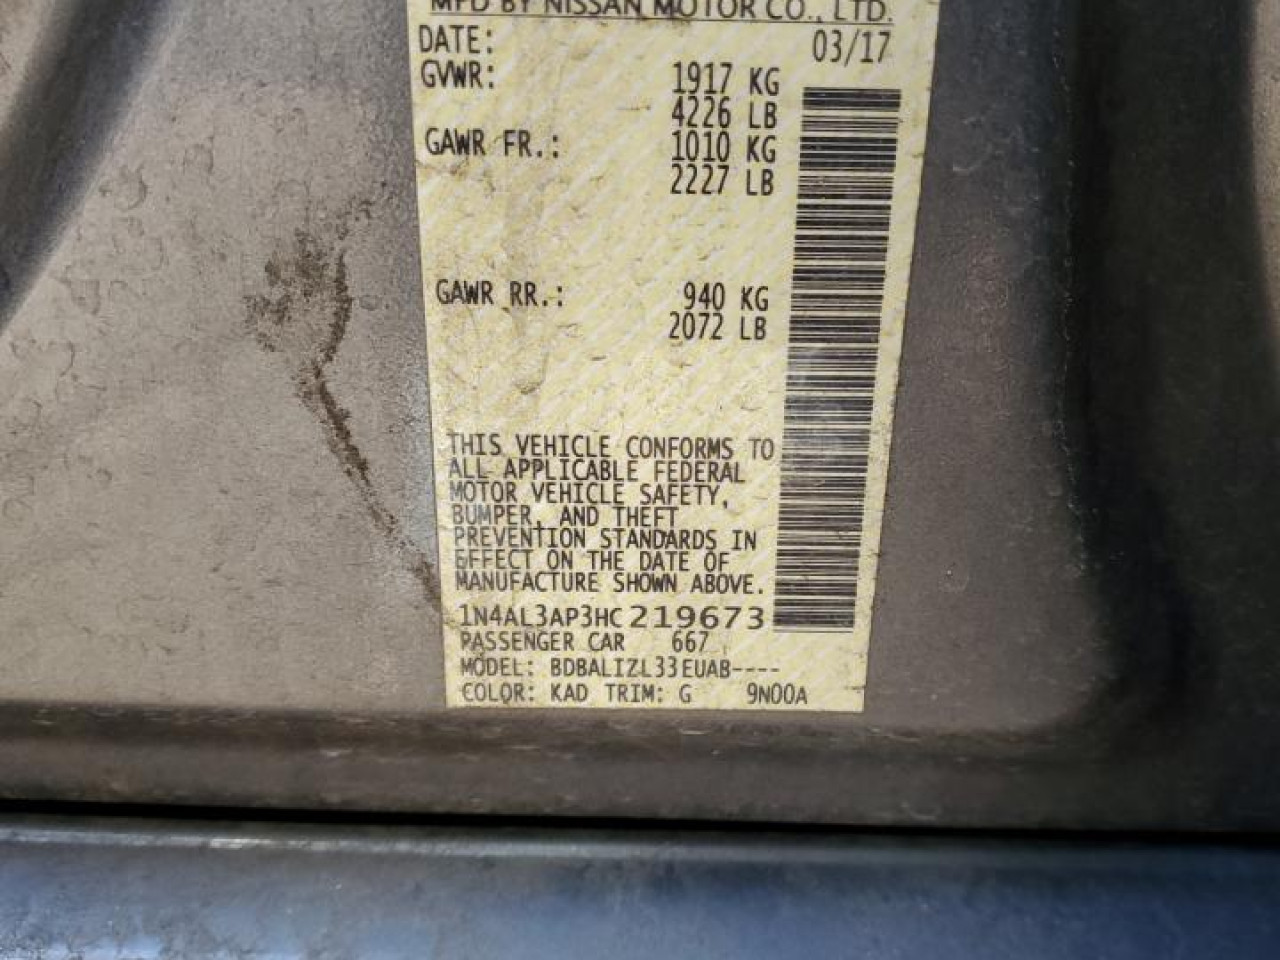 MFD BY NISSAN MOTOR CO., LTD.
DATE: 03/17
GVWR: 1917 KG
4226 LB
GAWR FR.: 1010 KG
2227 LB
GAWR RR.: 940 KG
2072 LB
THIS VEHICLE CONFORMS TO
ALL APPLICABLE FEDERAL
MOTOR VEHICLE SAFETY,
BUMPER, AND THEFT
PREVENTION STANDARDS IN
EFFECT ON THE DATE OF
MANUFACTURE SHOWN ABOVE.
1N4AL3AP3HC219673
PASSENGER CAR 667
MODEL: BDBALIZL33EUAB----
COLOR: KAD TRIM: G 9N00A